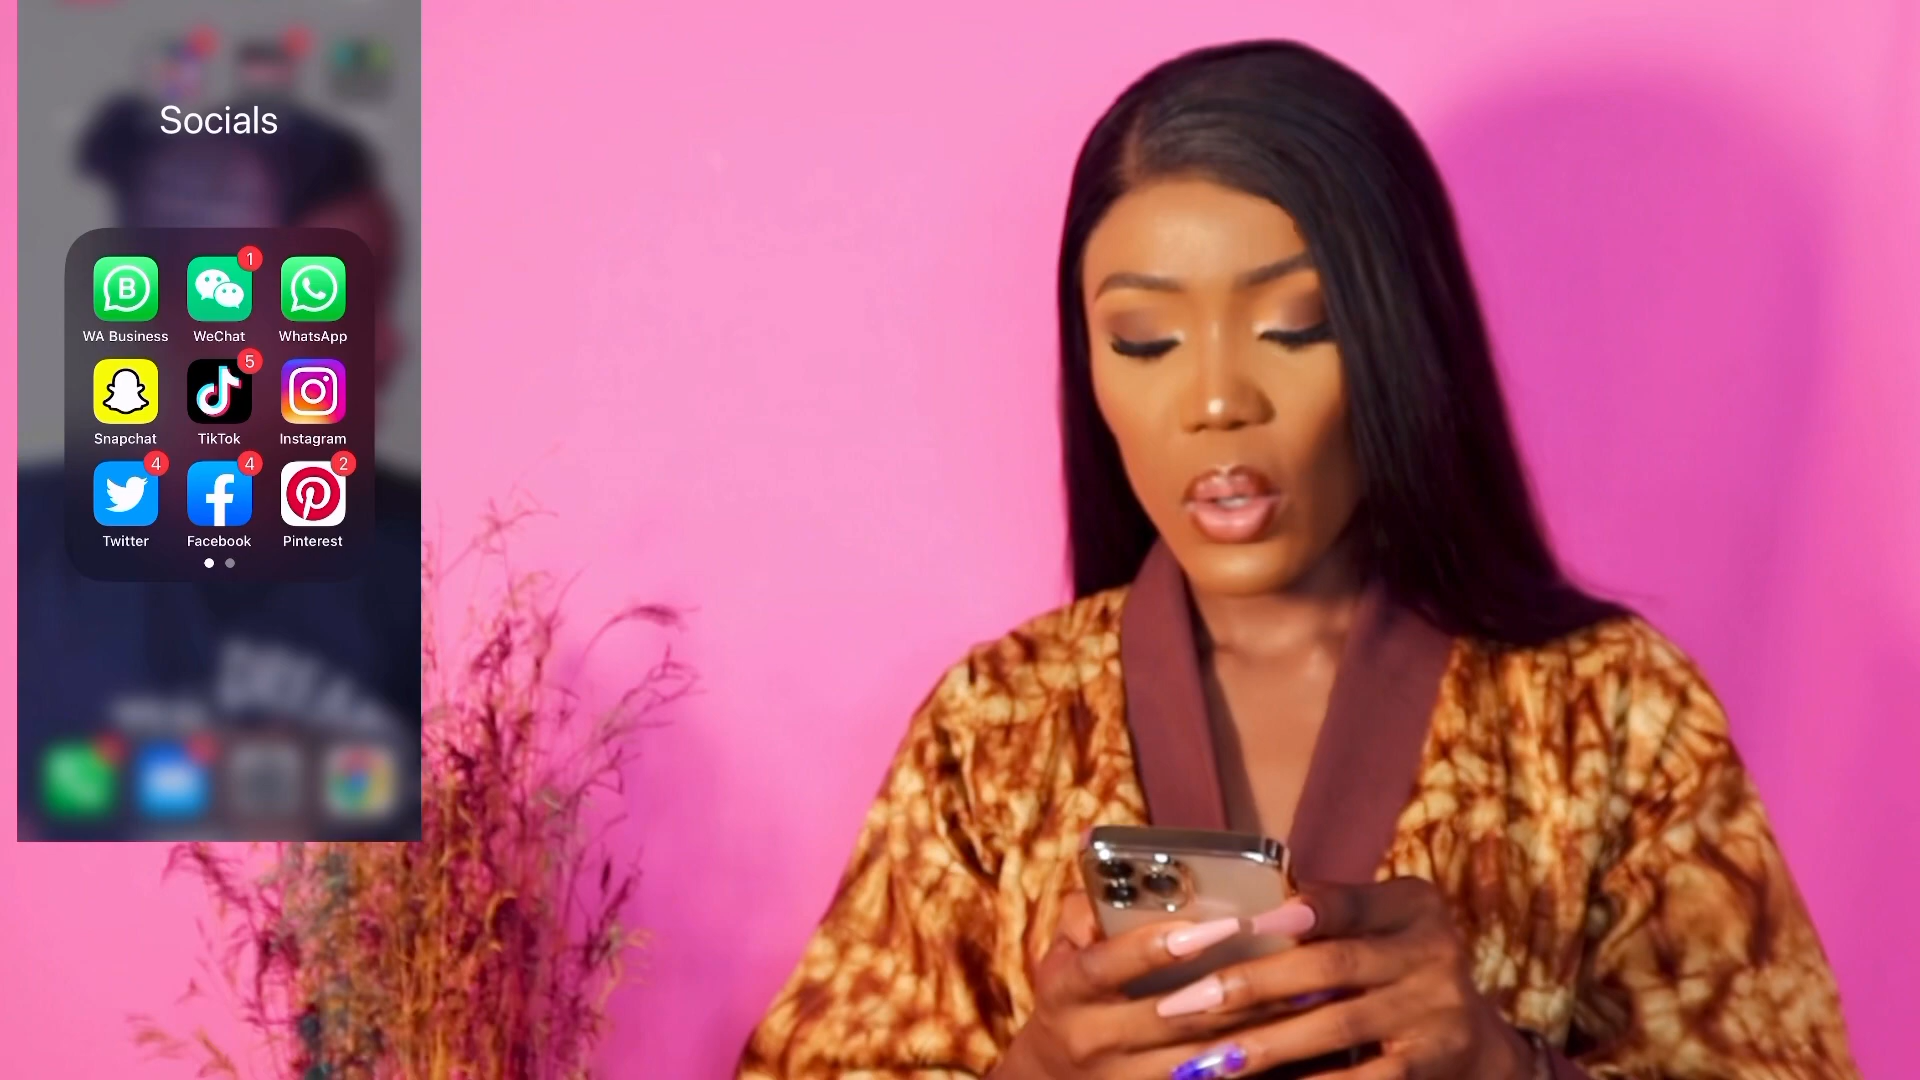 Socials
1
WA Business WeChat WhatsApp
5
Snapchat TikTok Instagram
4 4 2
Twitter Facebook Pinterest